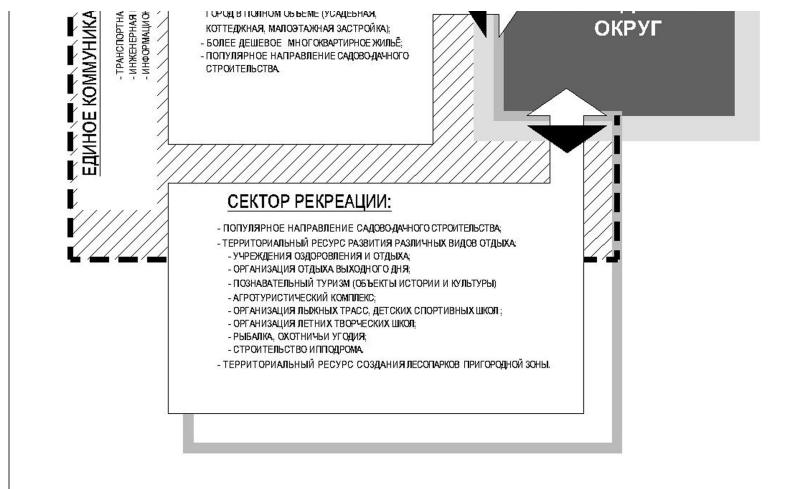 ГОРОД В ПОЛНОМ ОБЪЕМЕ (УСАДЕБНАЯ,
КОТТЕДЖНАЯ, МАЛОЭТАЖНАЯ ЗАСТРОЙКА);
- БОЛЕЕ ДЕШЕВОЕ МНОГОКВАРТИРНОЕ ЖИЛЬЁ;
- ПОПУЛЯРНОЕ НАПРАВЛЕНИЕ САДОВО-ДАЧНОГО
СТРОИТЕЛЬСТВА.
ОКРУГ
ЕДИНОЕ КОММУНИКА
- ТРАНСПОРТНА
- ИНЖЕНЕРНАЯ
- ИНФОРМАЦИОН
СЕКТОР РЕКРЕАЦИИ:
- ПОПУЛЯРНОЕ НАПРАВЛЕНИЕ САДОВО-ДАЧНОГО СТРОИТЕЛЬСТВА;
- ТЕРРИТОРИАЛЬНЫЙ РЕСУРС РАЗВИТИЯ РАЗЛИЧНЫХ ВИДОВ ОТДЫХА:
- УЧРЕЖДЕНИЯ ОЗДОРОВЛЕНИЯ И ОТДЫХА;
- ОРГАНИЗАЦИЯ ОТДЫХА ВЫХОДНОГО ДНЯ;
- ПОЗНАВАТЕЛЬНЫЙ ТУРИЗМ (ОБЪЕКТЫ ИСТОРИИ И КУЛЬТУРЫ)
- АГРОТУРИСТИЧЕСКИЙ КОМПЛЕКС;
- ОРГАНИЗАЦИЯ ЛЫЖНЫХ ТРАСС, ДЕТСКИХ СПОРТИВНЫХ ШКОЛ;
- ОРГАНИЗАЦИЯ ЛЕТНИХ ТВОРЧЕСКИХ ШКОЛ;
- РЫБАЛКА, ОХОТНИЧЬИ УГОДИЯ;
- СТРОИТЕЛЬСТВО ИППОДРОМА.
- ТЕРРИТОРИАЛЬНЫЙ РЕСУРС СОЗДАНИЯ ЛЕСОПАРКОВ ПРИГОРОДНОЙ ЗОНЫ.